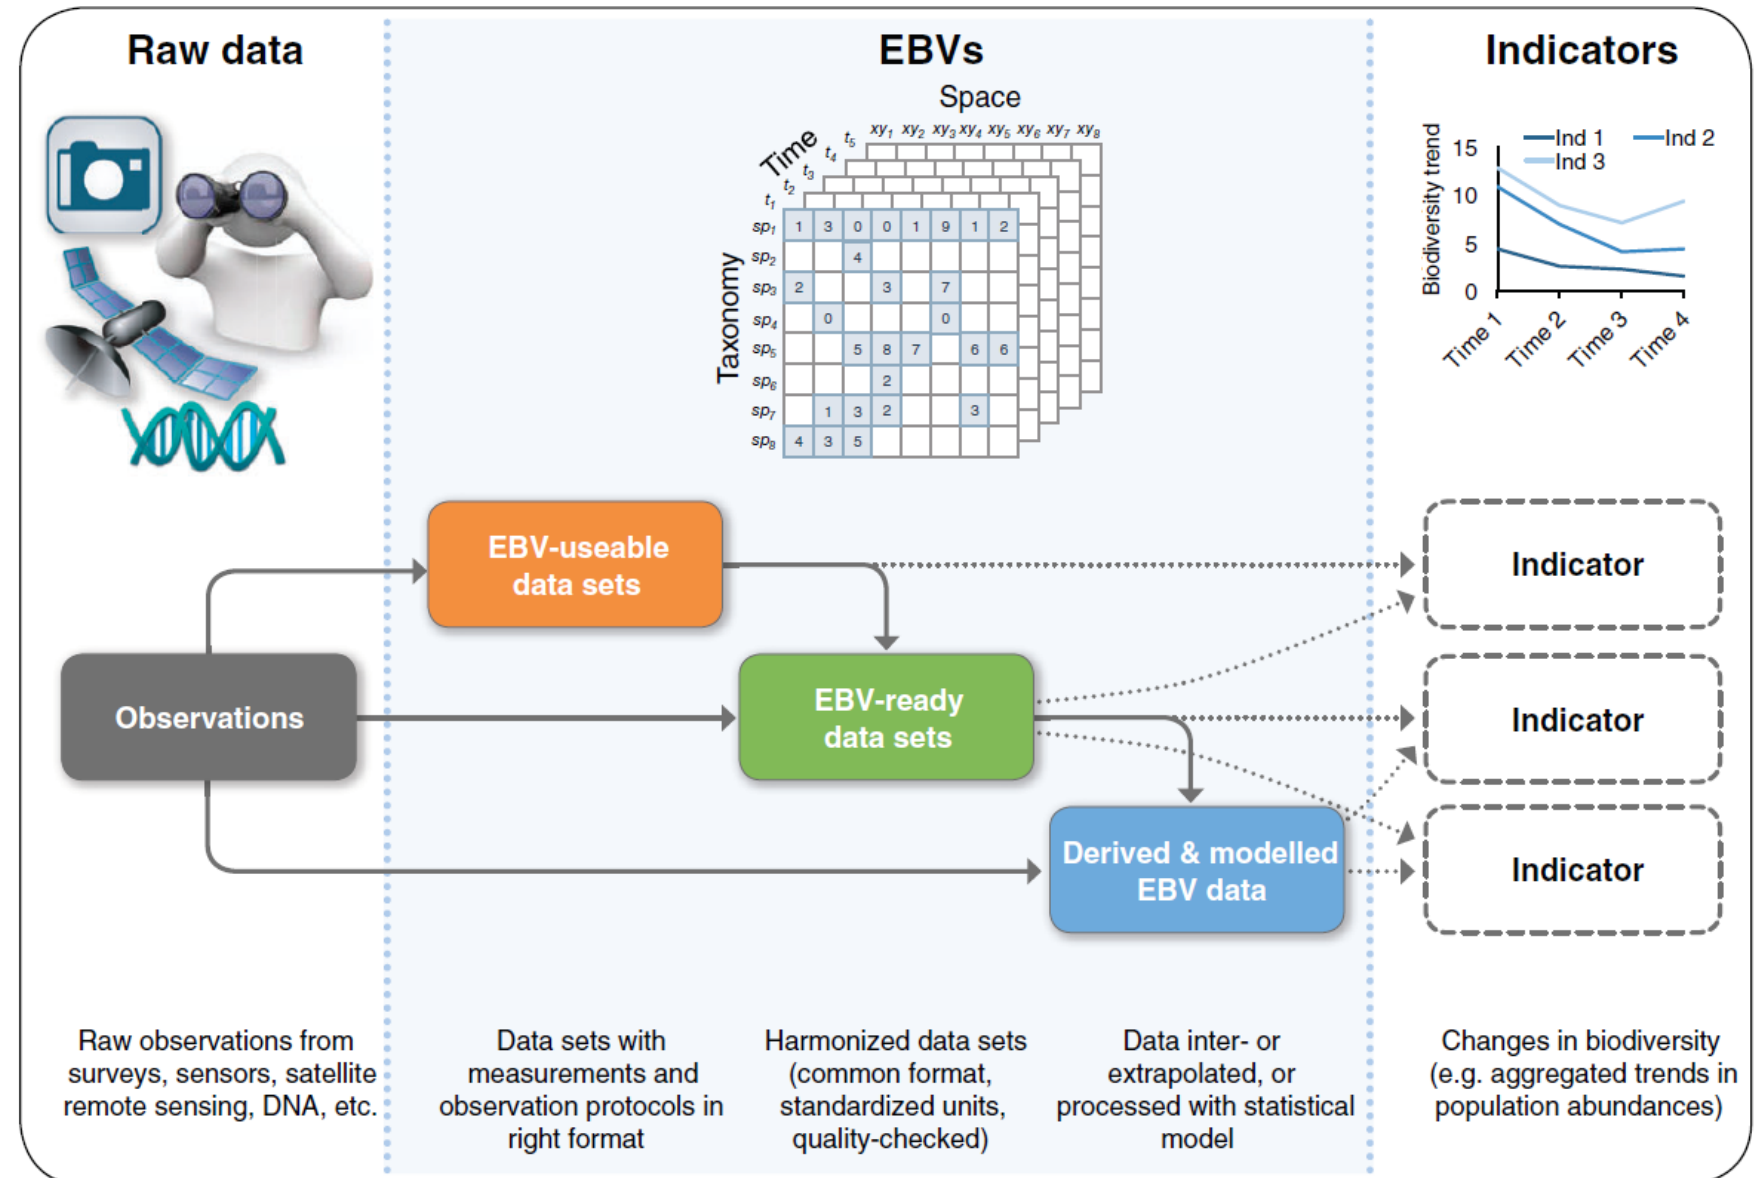 Raw data
EBVs
Indicators
Space
Time
t5 xy1 xy2 xy3 xy4 xy5 xy6 xy7 xy8
t4
t3
t2
t1
Taxonomy
sp1 1 3 0 0 1 9 1 2
sp2 4
sp3 2 3 7
sp4 0 0
sp5 5 8 7 6 6
sp6 2
sp7 1 3 2 3
sp8 4 3 5
Biodiversity trend
Ind 1 Ind 2
Ind 3
15
10
5
0
Time 1
Time 2
Time 3
Time 4
EBV-useable
data sets
Indicator
Observations
EBV-ready
data sets
Indicator
Derived & modelled
EBV data
Indicator
Raw observations from
surveys, sensors, satellite
remote sensing, DNA, etc.
Data sets with
measurements and
observation protocols in
right format
Harmonized data sets
(common format,
standardized units,
quality-checked)
Data inter- or
extrapolated, or
processed with statistical
model
Changes in biodiversity
(e.g. aggregated trends in
population abundances)